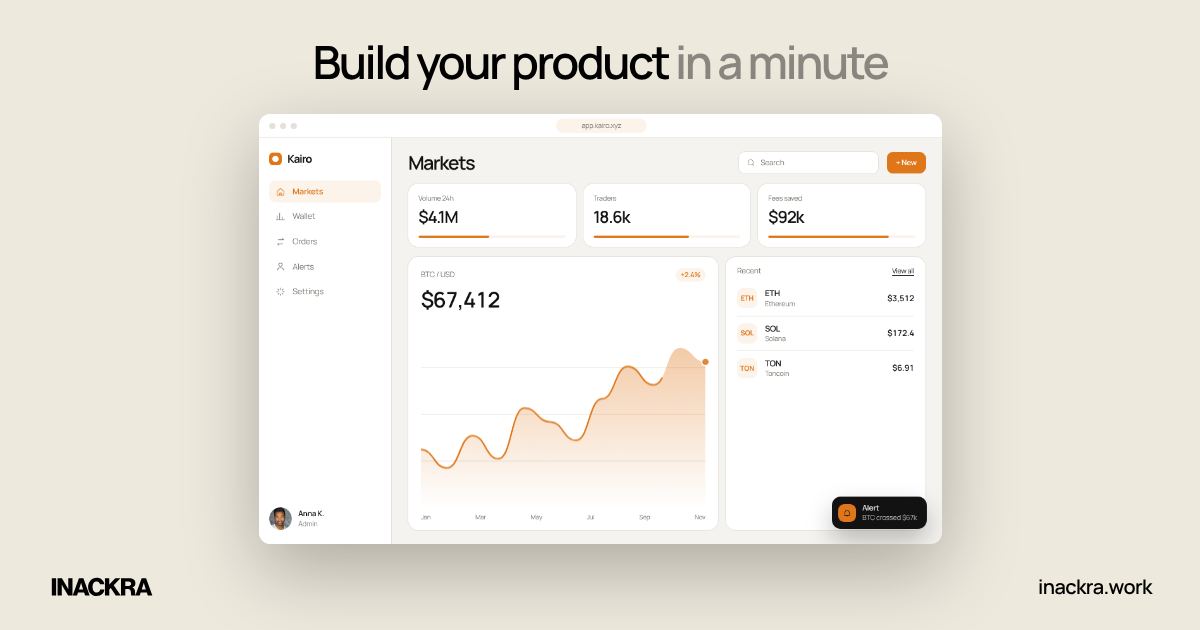 Build your product in a minute
app.kairo.xyz
Kairo
Markets
Wallet
Orders
Alerts
Settings
Anna K.
Admin
Markets
Search
+ New
Volume 24h
$4.1M
Traders
18.6k
Fees saved
$92k
BTC / USD
+2.4%
$67,412
Jan Mar May Jul Sep Nov
Recent
View all
ETH
ETH
Ethereum
$3,512
SOL
SOL
Solana
$172.4
TON
TON
Toncoin
$6.91
Alert
BTC crossed $67k
INACKRA
inackra.work